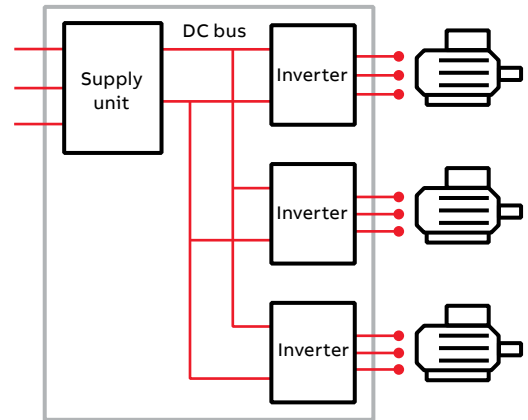 DC bus
Supply
unit
Inverter
Inverter
Inverter